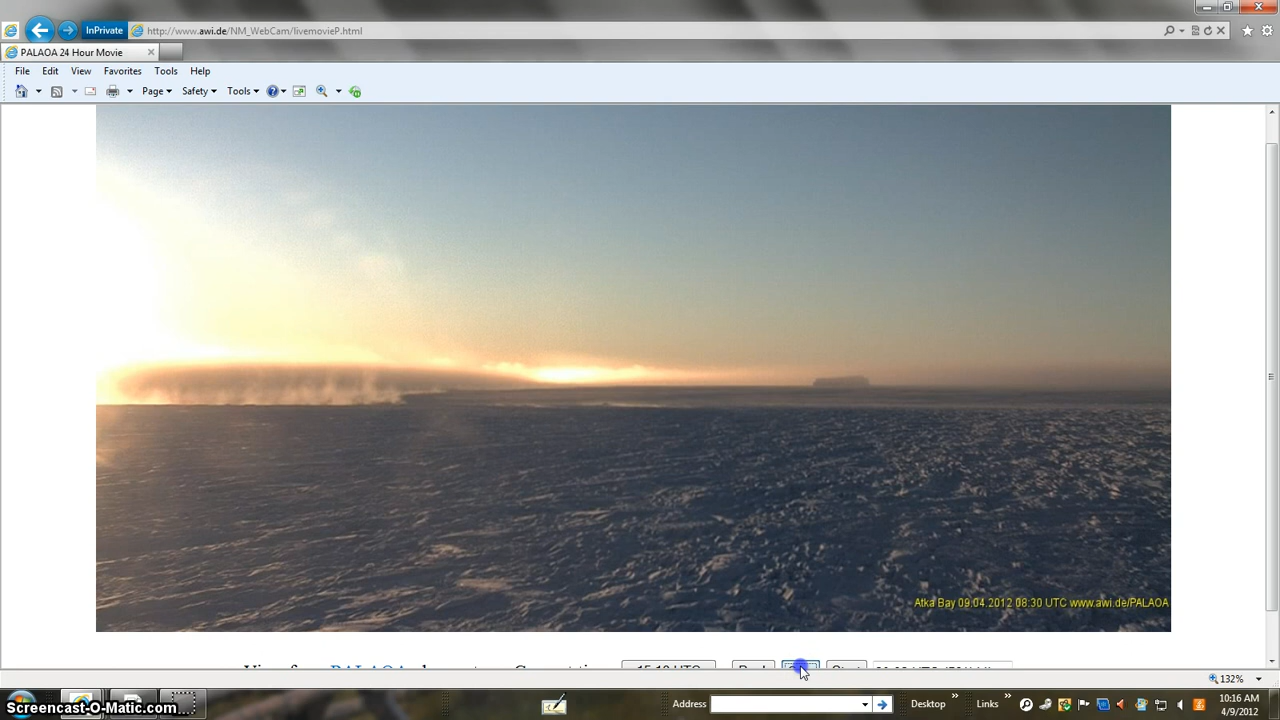 InPrivate
http://www.awi.de/NM_WebCam/livemovieP.html
PALAOA 24 Hour Movie
File Edit View Favorites Tools Help
Page Safety Tools
Atka Bay 09.04.2012 08:30 UTC www.awi.de/PALAOA
132%
Screencast-O-Matic.com
Address
Desktop
Links
10:16 AM
4/9/2012